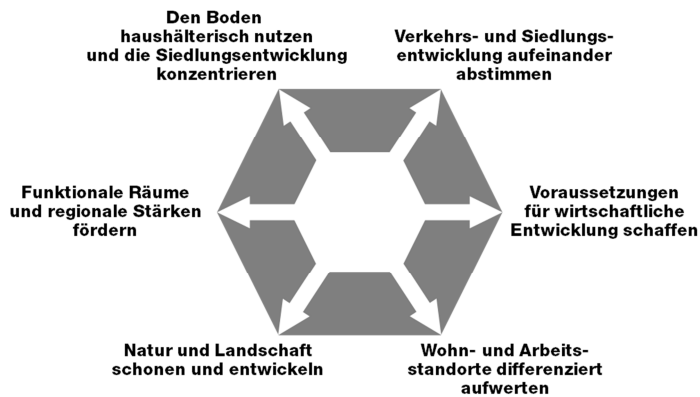 Den Boden
haushälterisch nutzen
und die Siedlungsentwicklung
konzentrieren
Verkehrs- und Siedlungs-
entwicklung aufeinander
abstimmen
Funktionale Räume
und regionale Stärken
fördern
Voraussetzungen
für wirtschaftliche
Entwicklung schaffen
Natur und Landschaft
schonen und entwickeln
Wohn- und Arbeits-
standorte differenziert
aufwerten